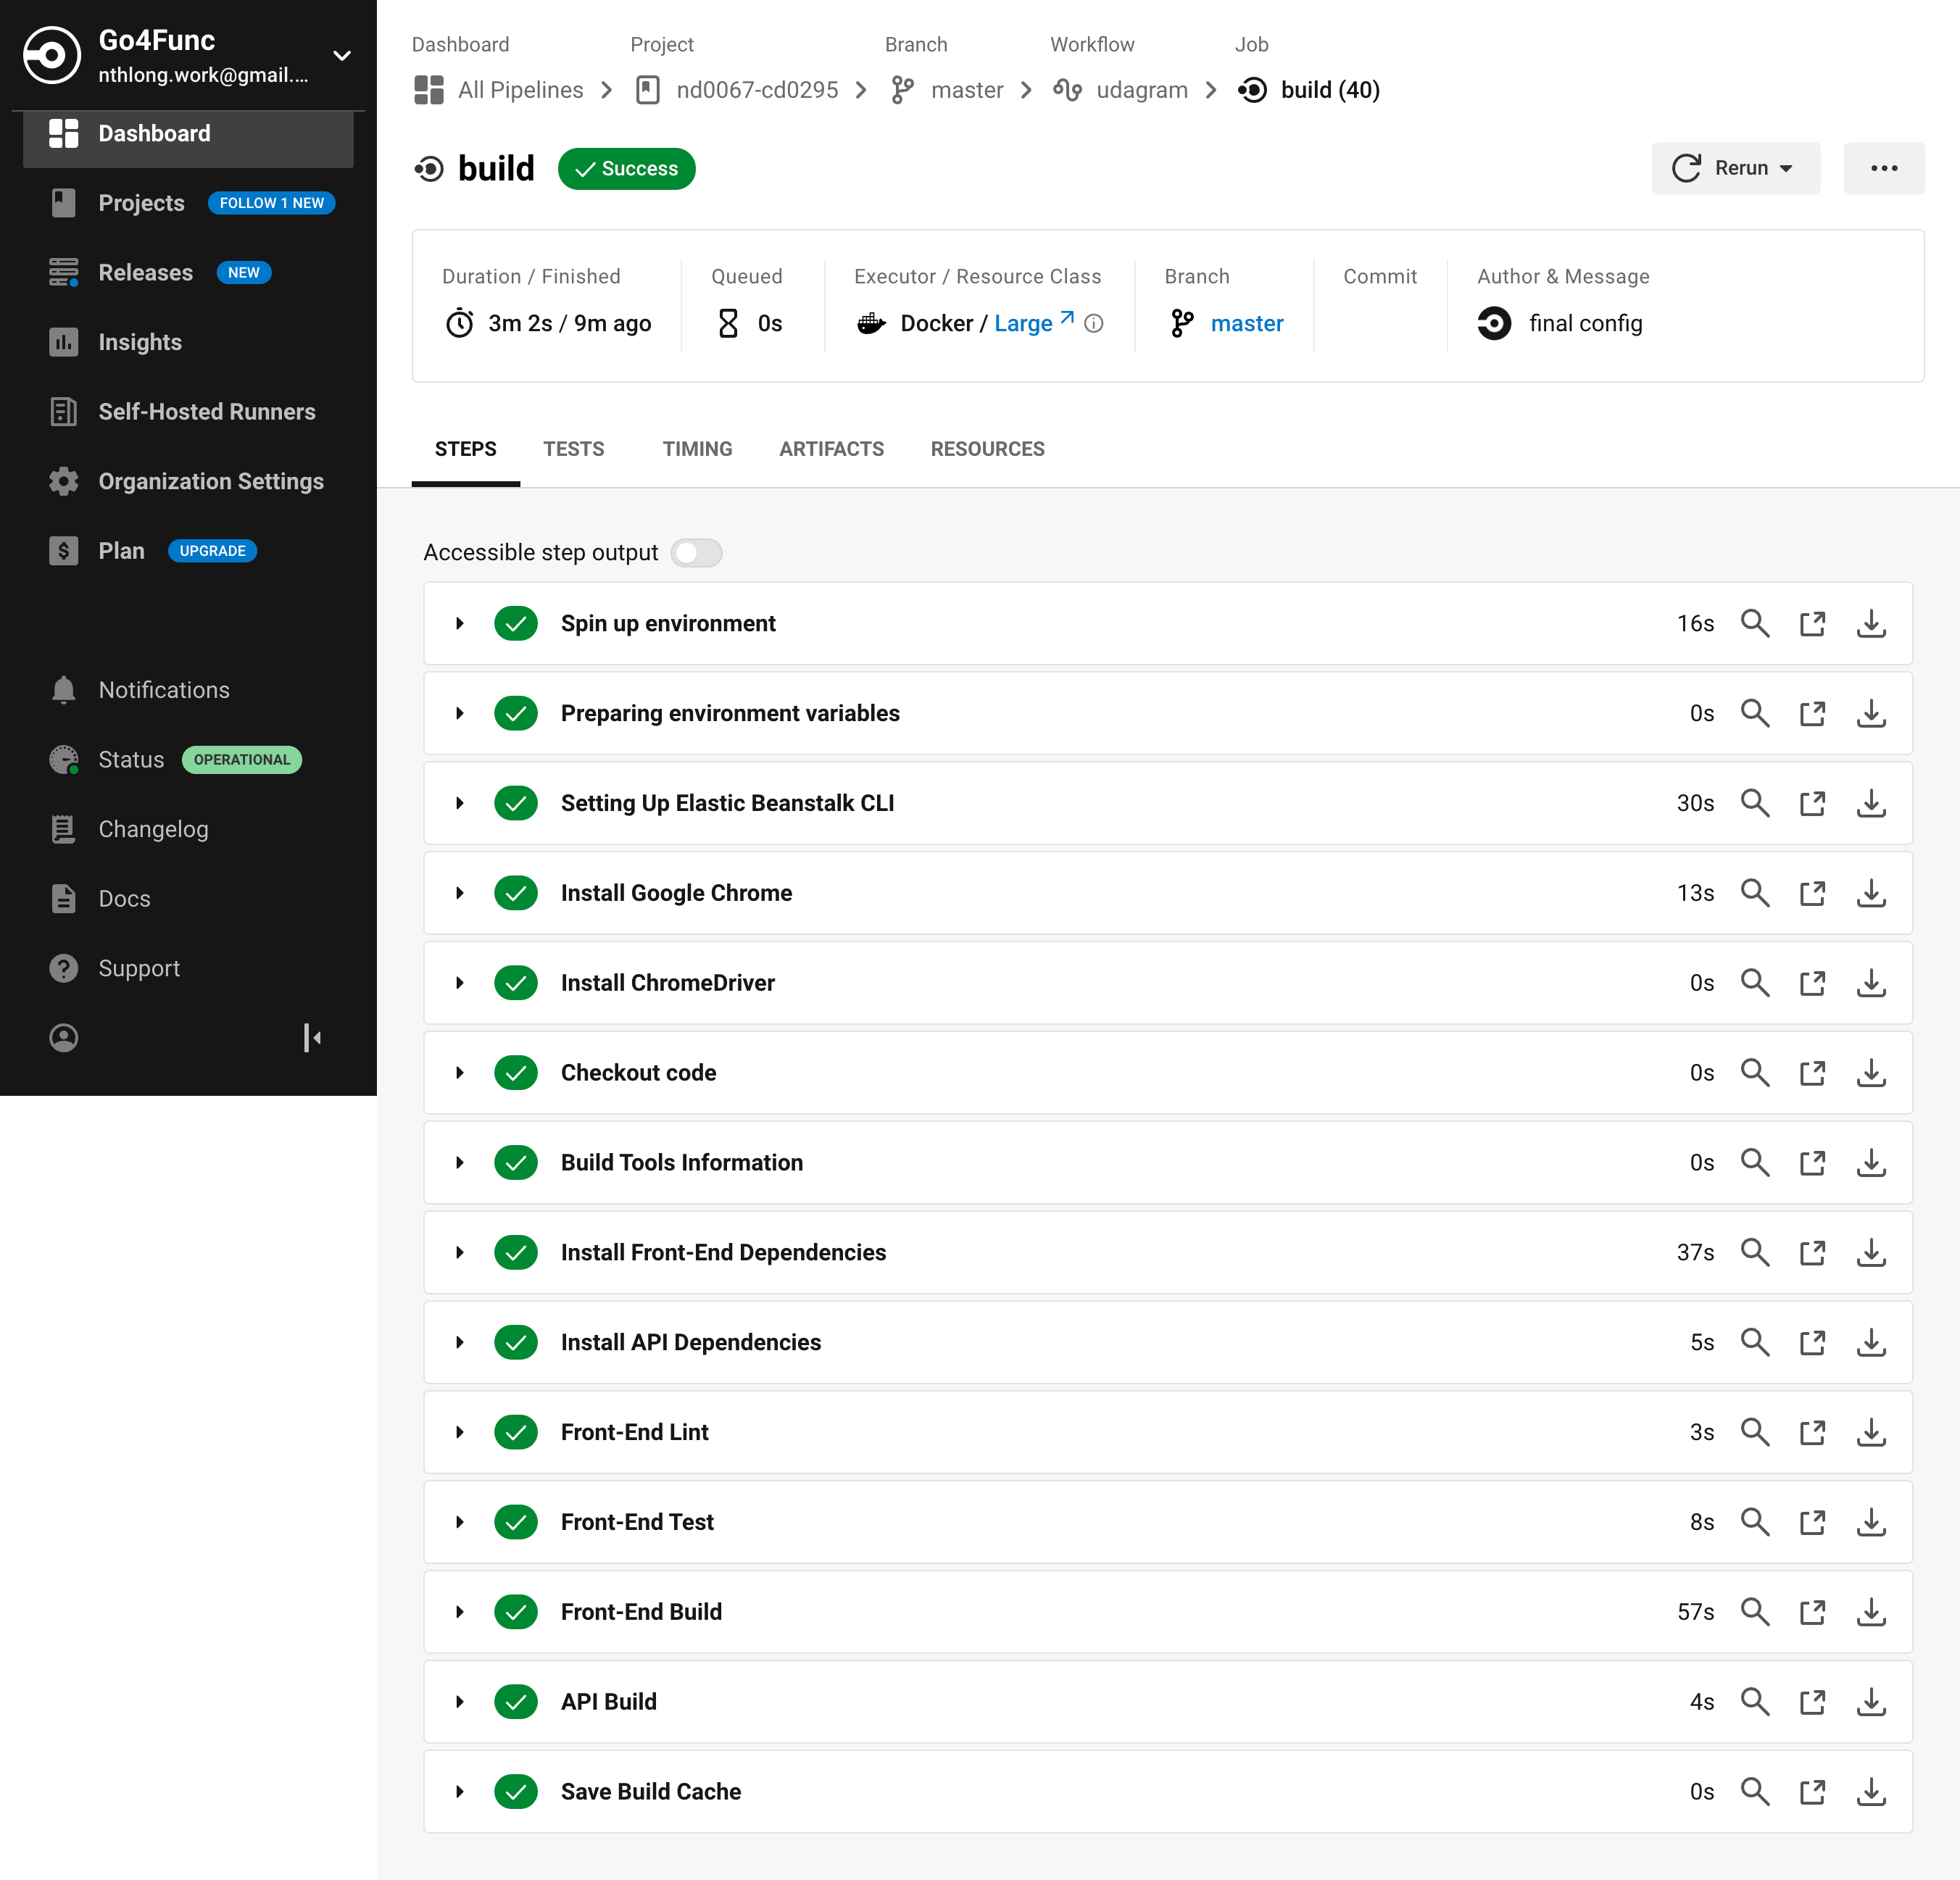 Go4Func
nthlong.work@gmail....
Dashboard
Projects FOLLOW 1 NEW
Releases NEW
Insights
Self-Hosted Runners
Organization Settings
Plan UPGRADE
Notifications
Status OPERATIONAL
Changelog
Docs
Support
Dashboard Project Branch Workflow Job
All Pipelines nd0067-cd0295 master udagram build (40)
build Success Rerun
Duration / Finished Queued Executor / Resource Class Branch Commit Author & Message
3m 2s / 9m ago 0s Docker / Large master final config
STEPS TESTS TIMING ARTIFACTS RESOURCES
Accessible step output
Spin up environment 16s
Preparing environment variables 0s
Setting Up Elastic Beanstalk CLI 30s
Install Google Chrome 13s
Install ChromeDriver 0s
Checkout code 0s
Build Tools Information 0s
Install Front-End Dependencies 37s
Install API Dependencies 5s
Front-End Lint 3s
Front-End Test 8s
Front-End Build 57s
API Build 4s
Save Build Cache 0s